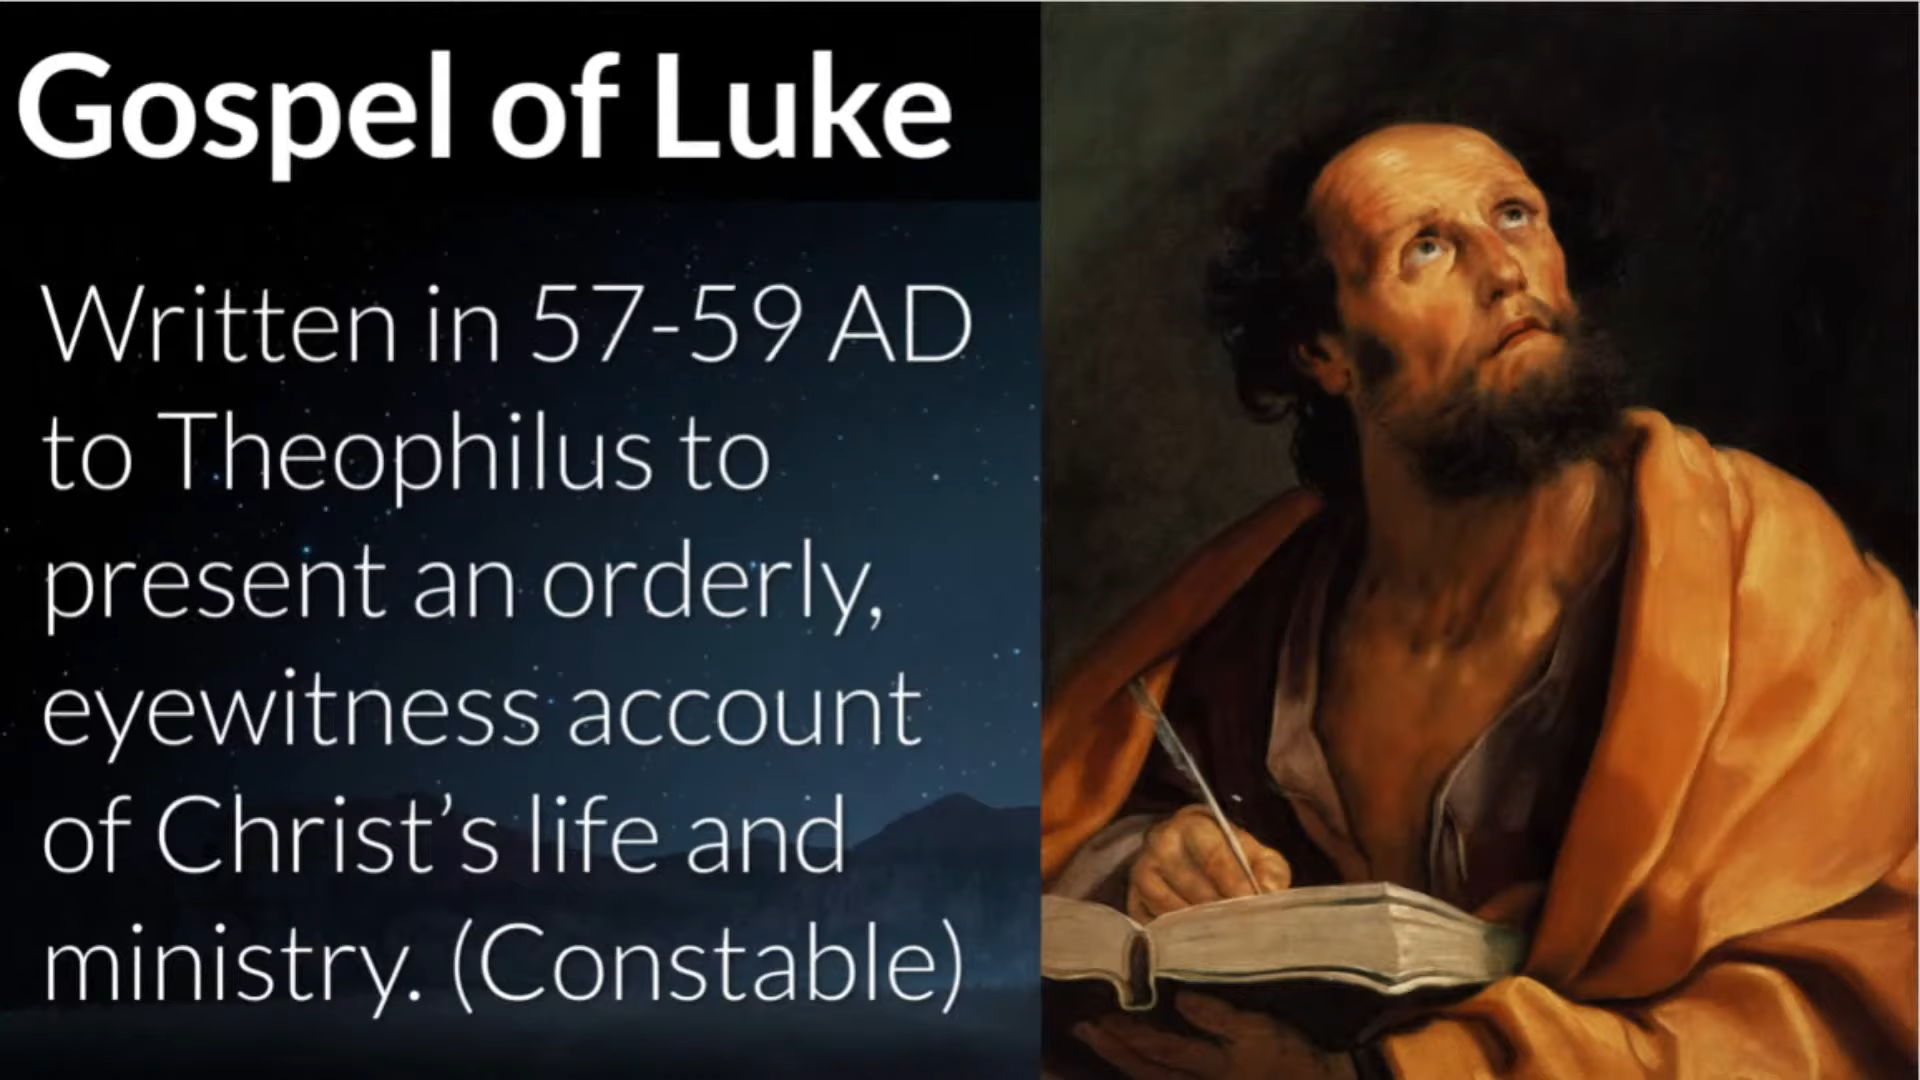 Gospel of Luke
Written in 57-59 AD
to Theophilus to
present an orderly,
eyewitness account
of Christ’s life and
ministry. (Constable)